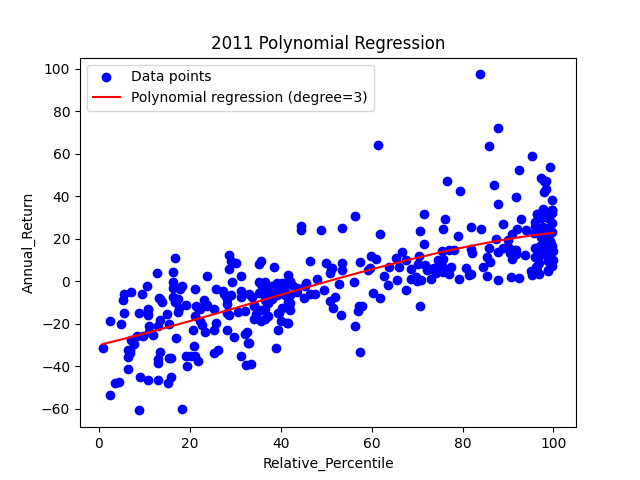 2011 Polynomial Regression
Data points
Polynomial regression (degree=3)
Annual_Return
100
80
60
40
20
0
−20
−40
−60
0 20 40 60 80 100
Relative_Percentile